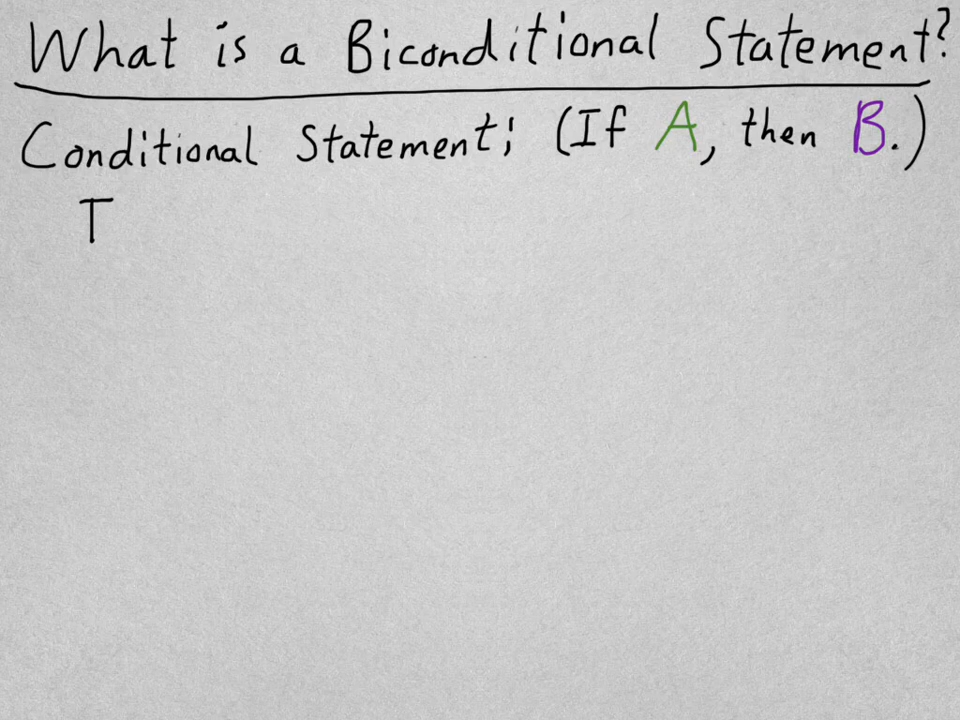 What is a Biconditional Statement?
Conditional Statement: (If A, then B.)
T